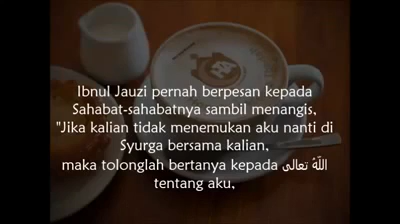 Ibnul Jauzi pernah berpesan kepada
Sahabat-sahabatnya sambil menangis,
"Jika kalian tidak menemukan aku nanti di
Syurga bersama kalian,
maka tolonglah bertanya kepada اللّهُ تعالى
tentang aku,